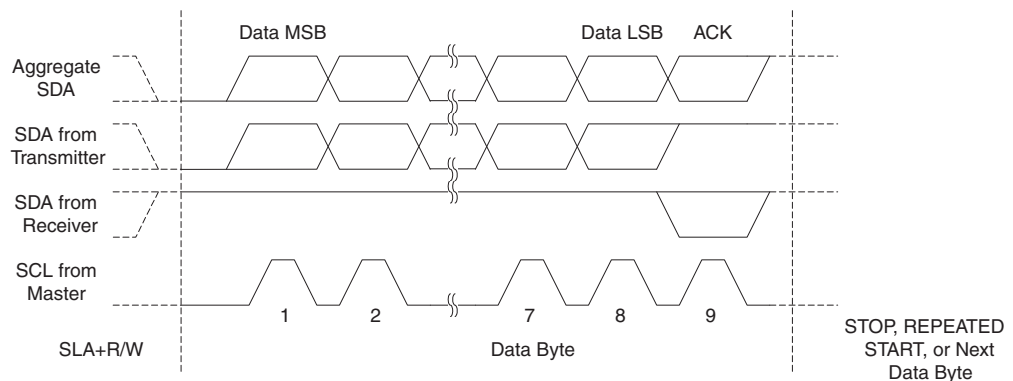 Data MSB
Data LSB
ACK
Aggregate
SDA
SDA from
Transmitter
SDA from
Receiver
SCL from
Master
1
2
7
8
9
SLA+R/W
Data Byte
STOP, REPEATED
START, or Next
Data Byte